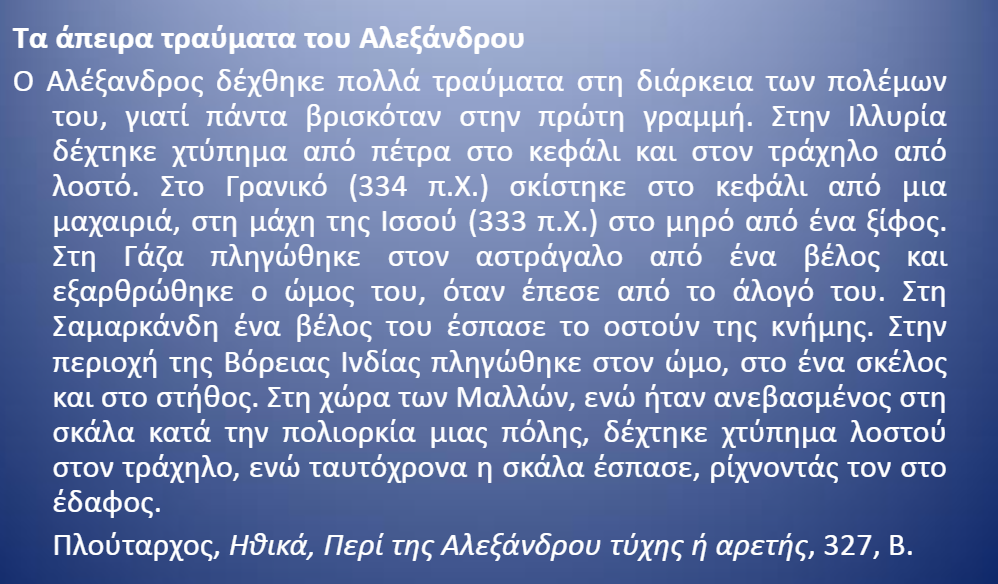 Τα άπειρα τραύματα του Αλεξάνδρου
Ο Αλέξανδρος δέχθηκε πολλά τραύματα στη διάρκεια των πολέμων
του, γιατί πάντα βρισκόταν στην πρώτη γραμμή. Στην Ιλλυρία
δέχτηκε χτύπημα από πέτρα στο κεφάλι και στον τράχηλο από
λοστό. Στο Γρανικό (334 π.Χ.) σκίστηκε στο κεφάλι από μια
μαχαιριά, στη μάχη της Ισσού (333 π.Χ.) στο μηρό από ένα ξίφος.
Στη Γάζα πληγώθηκε στον αστράγαλο από ένα βέλος και
εξαρθρώθηκε ο ώμος του, όταν έπεσε από το άλογό του. Στη
Σαμαρκάνδη ένα βέλος του έσπασε το οστούν της κνήμης. Στην
περιοχή της Βόρειας Ινδίας πληγώθηκε στον ώμο, στο ένα σκέλος
και στο στήθος. Στη χώρα των Μαλλών, ενώ ήταν ανεβασμένος στη
σκάλα κατά την πολιορκία μιας πόλης, δέχτηκε χτύπημα λοστού
στον τράχηλο, ενώ ταυτόχρονα η σκάλα έσπασε, ρίχνοντάς τον στο
έδαφος.
Πλούταρχος, Ηθικά, Περί της Αλεξάνδρου τύχης ή αρετής, 327, Β.